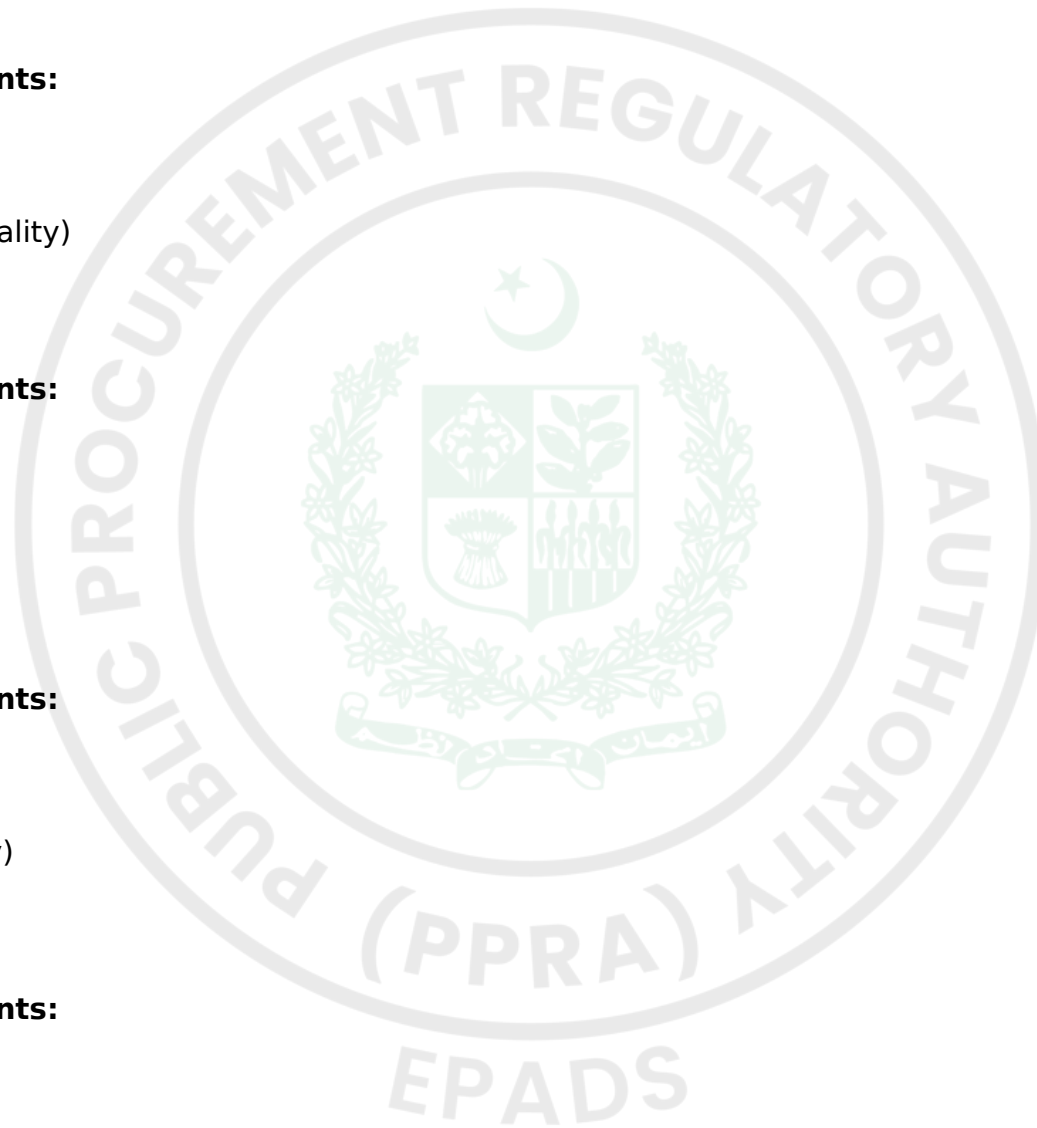 nts:
ality)
nts:
nts:
)
nts:
PUBLIC PROCUREMENT REGULATORY AUTHORITY
(PPRA)
EPADS